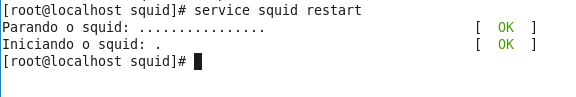 [root@localhost squid]# service squid restart
Parando o squid: ................ [ OK ]
Iniciando o squid: . [ OK ]
[root@localhost squid]#